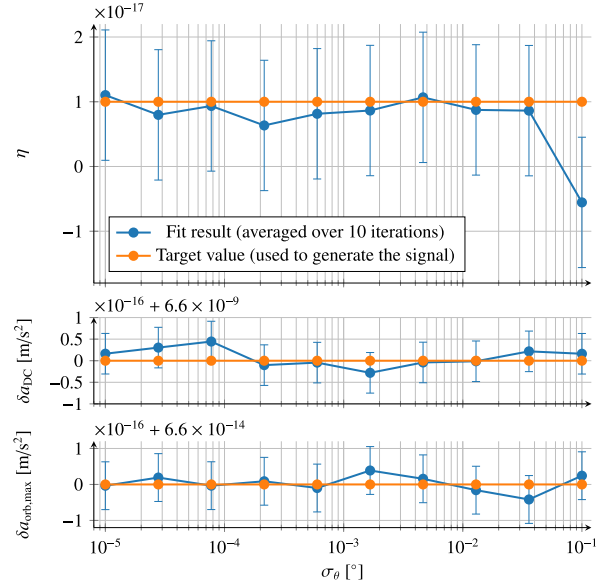 ×10⁻¹⁷
2
1
0
−1
η
Fit result (averaged over 10 iterations)
Target value (used to generate the signal)
×10⁻¹⁶ + 6.6 × 10⁻⁹
1
0.5
0
−0.5
−1
δa_DC [m/s²]
×10⁻¹⁶ + 6.6 × 10⁻¹⁴
1
0
−1
δa_orb,max [m/s²]
10⁻⁵ 10⁻⁴ 10⁻³ 10⁻² 10⁻¹
σ_θ [°]